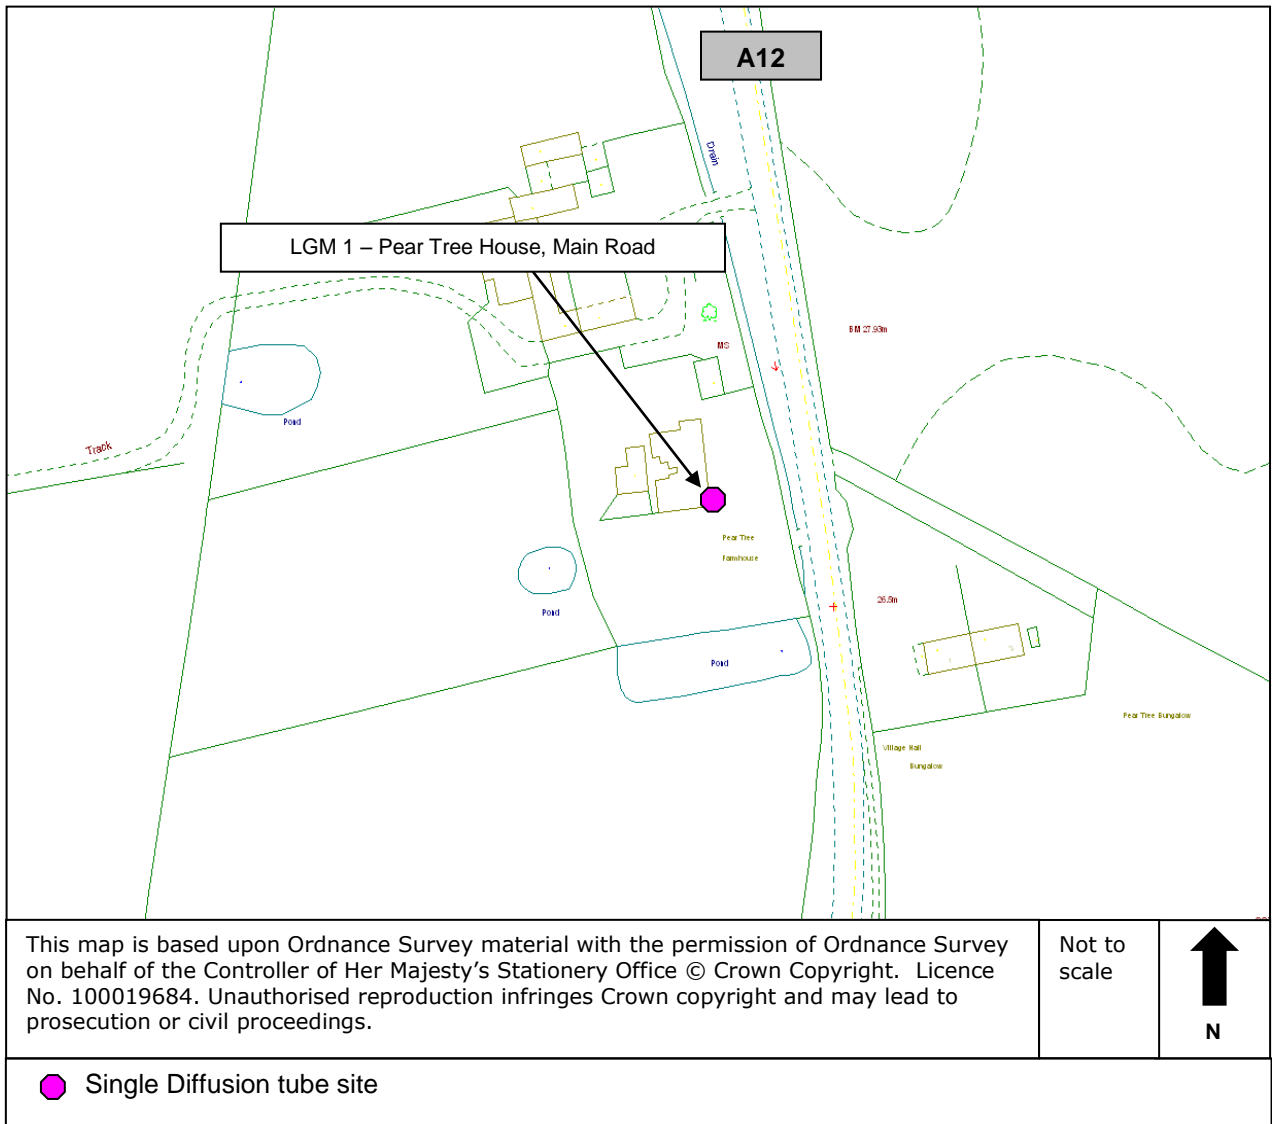 A12
Drain
LGM 1 – Pear Tree House, Main Road
BM 27.93m
MS
Pond
Track
Pear Tree
Farmhouse
Pond
26.5m
Pond
Pear Tree Bungalow
Village Hall
Bungalow
This map is based upon Ordnance Survey material with the permission of Ordnance Survey
on behalf of the Controller of Her Majesty's Stationery Office © Crown Copyright. Licence
No. 100019684. Unauthorised reproduction infringes Crown copyright and may lead to
prosecution or civil proceedings.
Not to
scale
N
Single Diffusion tube site